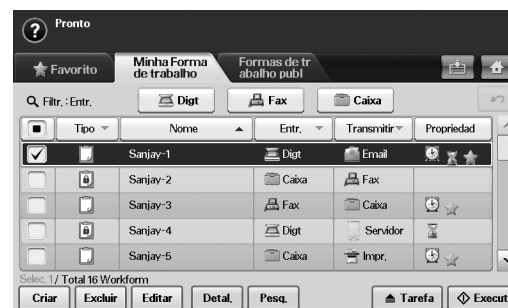 ? Pronto
Favorito
Minha Forma
de trabalho
Formas de tr
abalho publ
Filtr. : Entr. Digt Fax Caixa
Tipo Nome Entr. Transmitir Propriedad
Sanjay-1 Digt Email
Sanjay-2 Caixa Fax
Sanjay-3 Fax Caixa
Sanjay-4 Digt Servidor
Sanjay-5 Caixa Impr.
Selec. 1 / Total 16 Workform
Criar Excluir Editar Detal. Pesq. Tarefa Execut